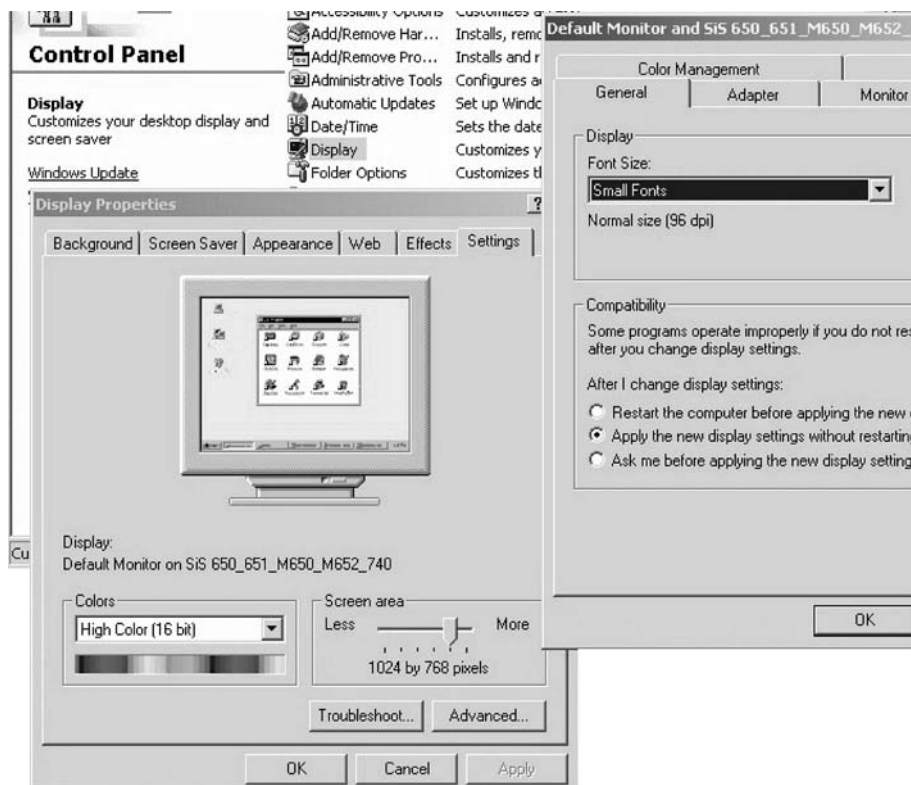 Control Panel
Display
Customizes your desktop display and
screen saver
Windows Update
Accessibility Options Customizes a
Add/Remove Har... Installs, remo
Add/Remove Pro... Installs and r
Administrative Tools Configures a
Automatic Updates Set up Windo
Date/Time Sets the date
Display Customizes y
Folder Options Customizes t
Cu
Display Properties ?
Background Screen Saver Appearance Web Effects Settings
Display:
Default Monitor on SiS 650_651_M650_M652_740
Colors
High Color (16 bit)
Screen area
Less More
1024 by 768 pixels
Troubleshoot... Advanced...
OK Cancel Apply
Default Monitor and SiS 650_651_M650_M652_
Color Management
General Adapter Monitor
Display
Font Size:
Small Fonts
Normal size (96 dpi)
Compatibility
Some programs operate improperly if you do not res
after you change display settings.
After I change display settings:
Restart the computer before applying the new
Apply the new display settings without restarting
Ask me before applying the new display setting
OK